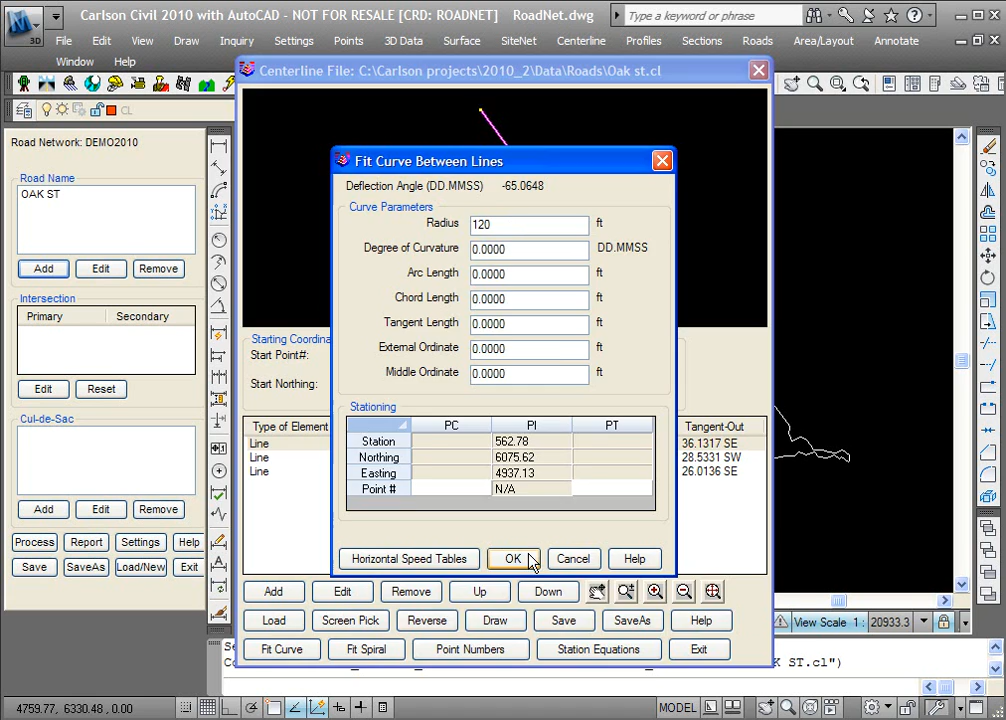 Carlson Civil 2010 with AutoCAD - NOT FOR RESALE [CRD: ROADNET] RoadNet.dwg
Type a keyword or phrase
3D
File Edit View Draw Inquiry Settings Points 3D Data Surface SiteNet Centerline Profiles Sections Roads Area/Layout Annotate
Window Help
Centerline File: C:\Carlson projects\2010_2\Data\Roads\Oak st.cl
CL
Road Network: DEMO2010
Road Name
OAK ST
Add Edit Remove
Intersection
Primary Secondary
Edit Reset
Cul-de-Sac
Add Edit Remove
Process Report Settings Help
Save SaveAs Load/New Exit
Fit Curve Between Lines
Deflection Angle (DD.MMSS) -65.0648
Curve Parameters
Radius 120 ft
Degree of Curvature 0.0000 DD.MMSS
Arc Length 0.0000 ft
Chord Length 0.0000 ft
Tangent Length 0.0000 ft
External Ordinate 0.0000 ft
Middle Ordinate 0.0000 ft
Stationing
PC PI PT
Station 562.78
Northing 6075.62
Easting 4937.13
Point # N/A
Horizontal Speed Tables OK Cancel Help
Starting Coordina
Start Point#:
Start Northing:
Type of Element Tangent-Out
Line 36.1317 SE
Line 28.5331 SW
Line 26.0136 SE
Add Edit Remove Up Down
Load Screen Pick Reverse Draw Save SaveAs Help
Fit Curve Fit Spiral Point Numbers Station Equations Exit
View Scale 1 : 20933.3
K ST.cl")
4759.77, 6330.48, 0.00
MODEL